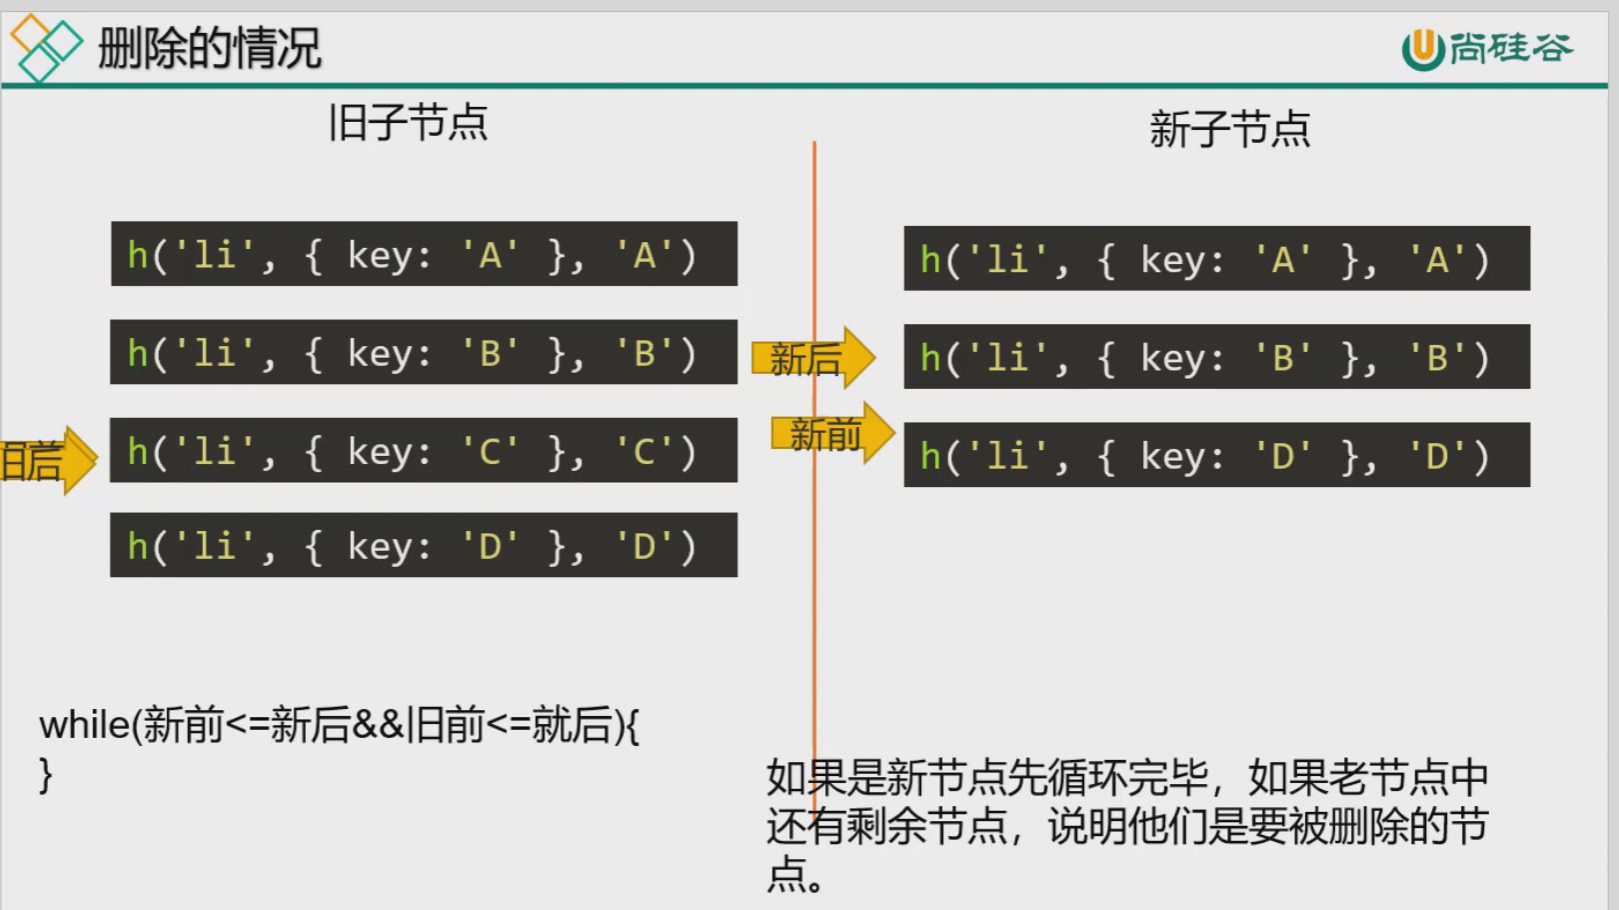 删除的情况
尚硅谷
旧子节点
新子节点
h('li', { key: 'A' }, 'A')
h('li', { key: 'B' }, 'B')
旧后
h('li', { key: 'C' }, 'C')
h('li', { key: 'D' }, 'D')
h('li', { key: 'A' }, 'A')
新后
h('li', { key: 'B' }, 'B')
新前
h('li', { key: 'D' }, 'D')
while(新前<=新后&&旧前<=就后){
}
如果是新节点先循环完毕，如果老节点中
还有剩余节点，说明他们是要被删除的节
点。